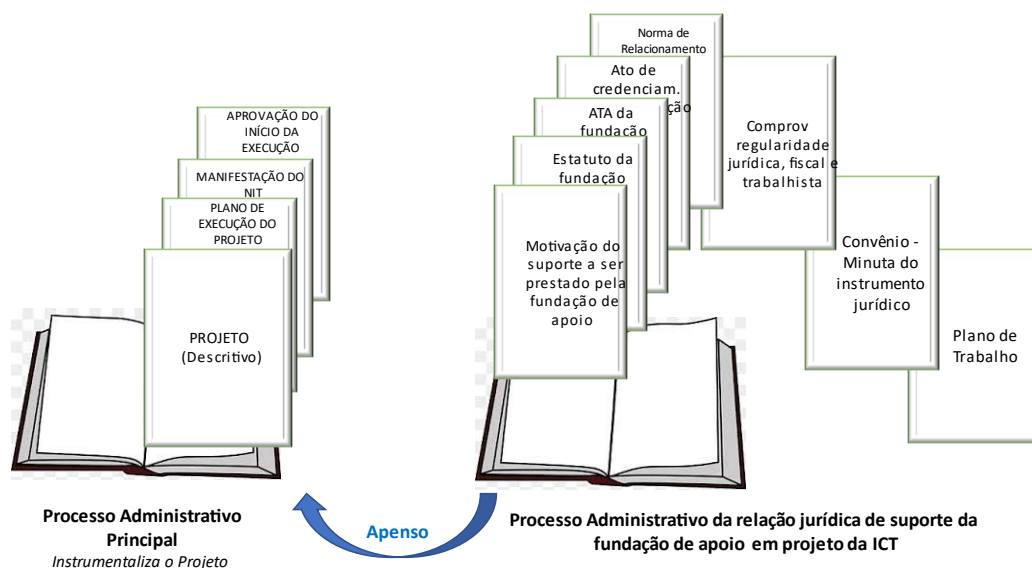 APROVAÇÃO DO
INÍCIO DA
EXECUÇÃO
MANIFESTAÇÃO DO
NIT
PLANO DE
EXECUÇÃO DO
PROJETO
PROJETO
(Descritivo)
Processo Administrativo
Principal
Instrumentaliza o Projeto
Apenso
Norma de
Relacionamento
Ato de
credenciam.
ATA da
fundação
Estatuto da
fundação
Motivação do
suporte a ser
prestado pela
fundação de
apoio
Comprov
regularidade
jurídica, fiscal e
trabalhista
Convênio -
Minuta do
instrumento
jurídico
Plano de
Trabalho
Processo Administrativo da relação jurídica de suporte da
fundação de apoio em projeto da ICT